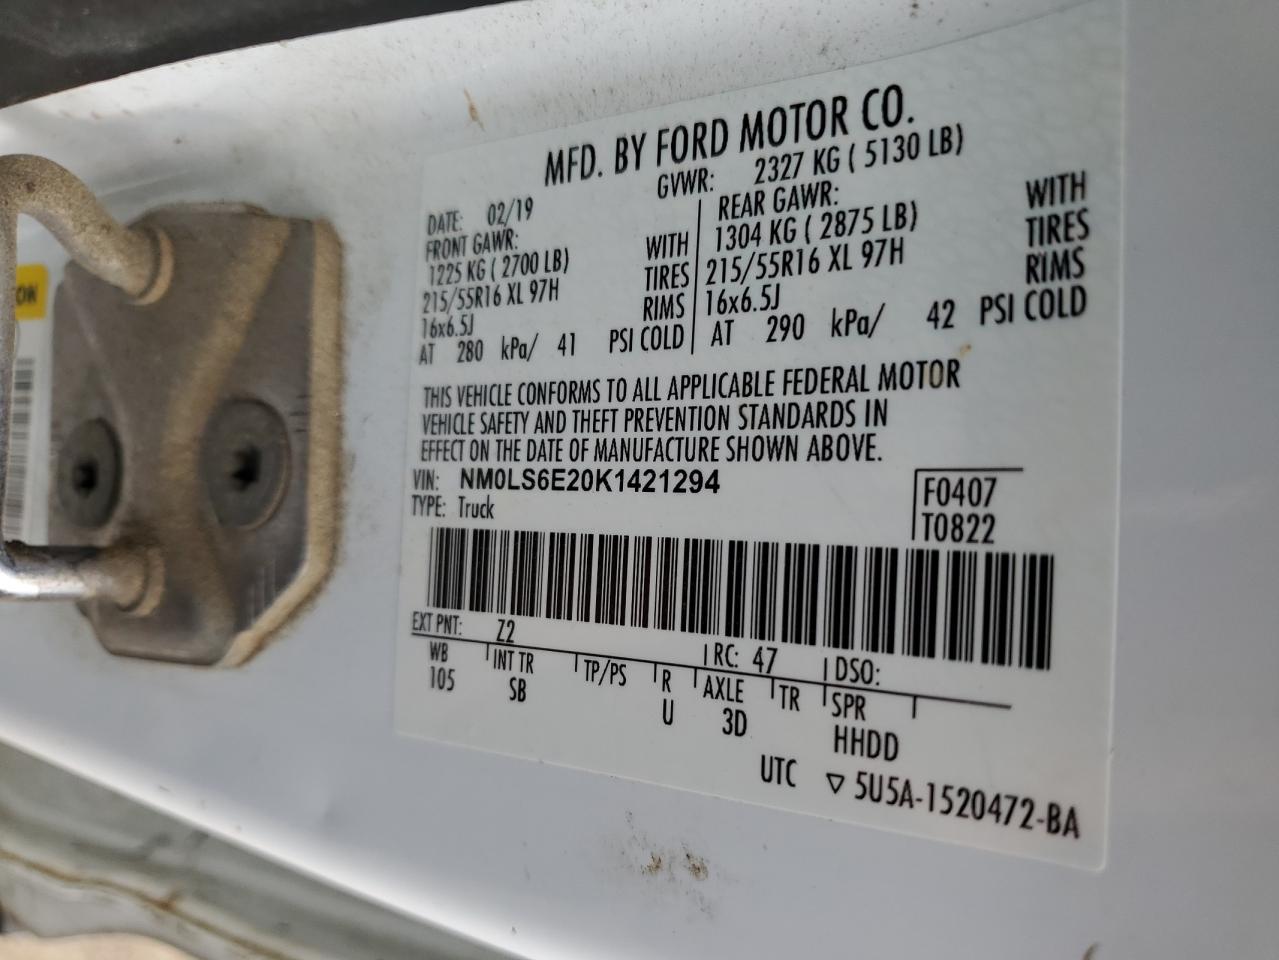 MFD. BY FORD MOTOR CO.
DATE: 02/19 GVWR: 2327 KG ( 5130 LB)
FRONT GAWR: REAR GAWR:
1225 KG ( 2700 LB) WITH 1304 KG ( 2875 LB) WITH
215/55R16 XL 97H TIRES 215/55R16 XL 97H TIRES
16x6.5J RIMS 16x6.5J RIMS
AT 280 kPa/ 41 PSI COLD AT 290 kPa/ 42 PSI COLD
THIS VEHICLE CONFORMS TO ALL APPLICABLE FEDERAL MOTOR
VEHICLE SAFETY AND THEFT PREVENTION STANDARDS IN
EFFECT ON THE DATE OF MANUFACTURE SHOWN ABOVE.
VIN: NM0LS6E20K1421294
TYPE: Truck
F0407
T0822
EXT PNT: Z2 RC: 47 DSO:
WB INT TR TP/PS R AXLE TR SPR
105 SB U 3D HHDD
UTC ▽ 5U5A-1520472-BA